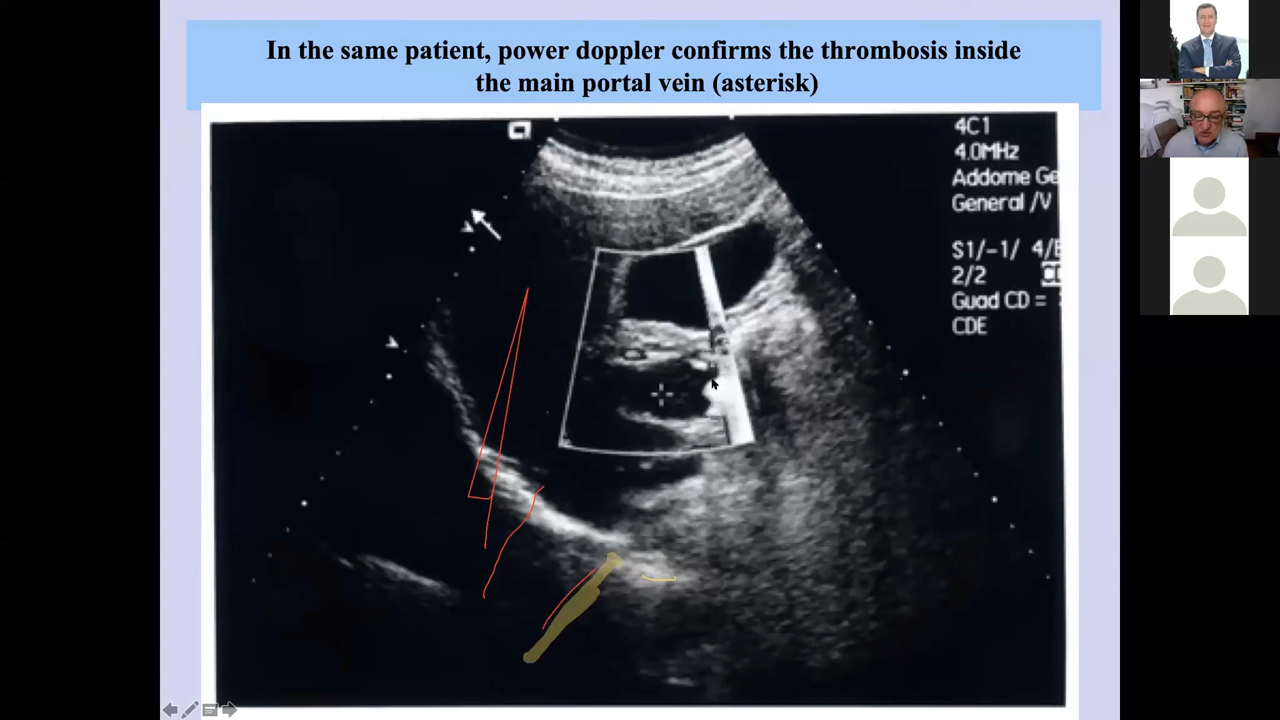 In the same patient, power doppler confirms the thrombosis inside
the main portal vein (asterisk)
4C1
4.0MHz
Addome Ge
General /V
S1/-1/ 4/E
2/2
Guad CD =
CDE